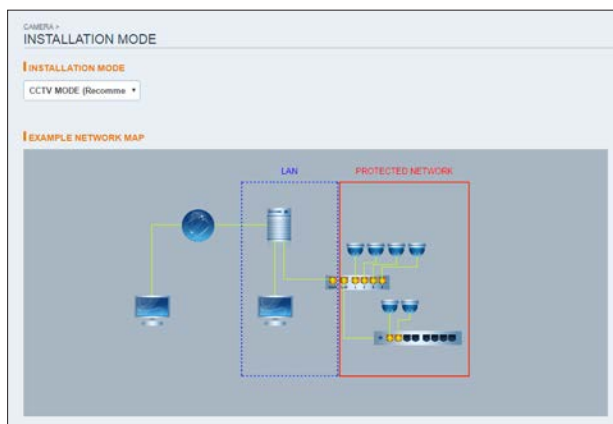 CAMERA >
INSTALLATION MODE
INSTALLATION MODE
CCTV MODE (Recomme
EXAMPLE NETWORK MAP
LAN
PROTECTED NETWORK